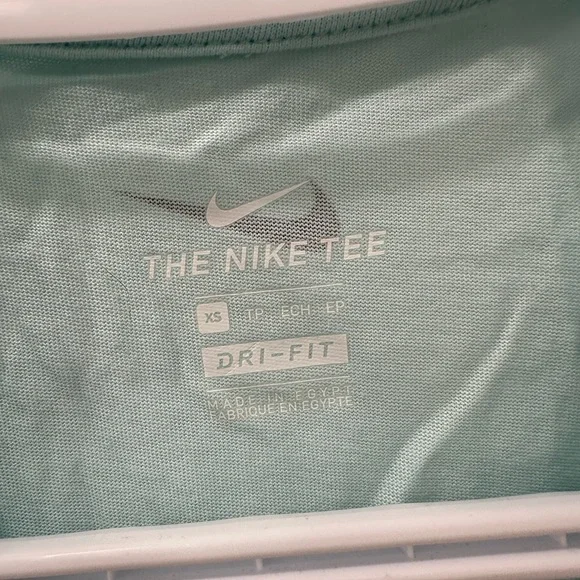 THE NIKE TEE
XS TP ECH EP
DRI-FIT
MADE IN EGYPT
FABRIQUE EN EGYPTE